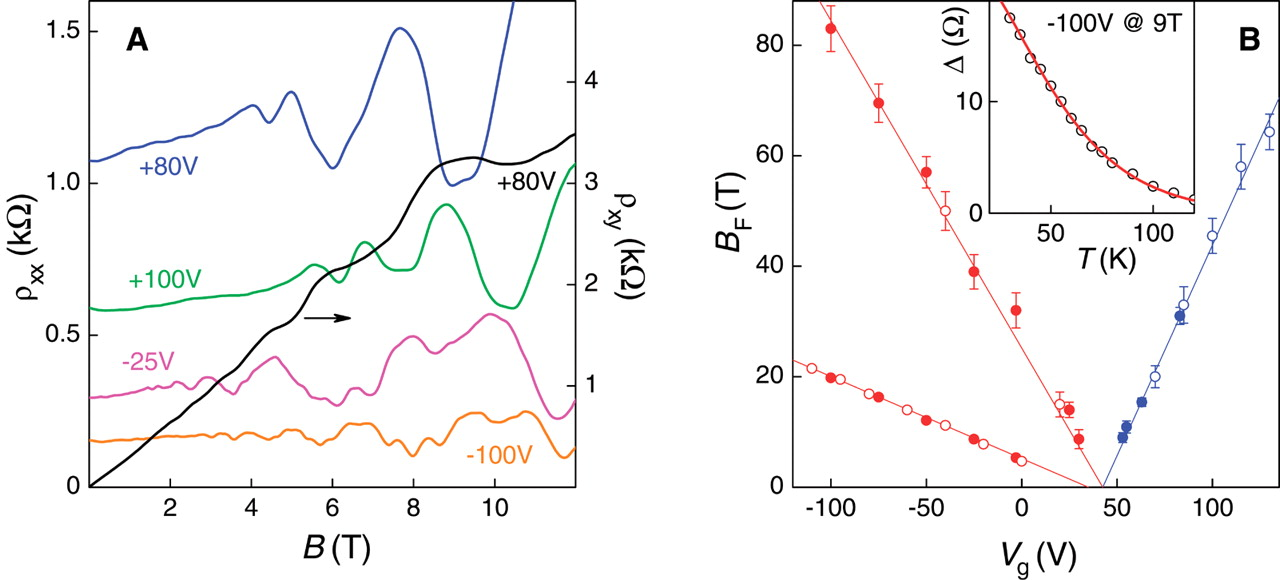 A
1.5
1.0
0.5
0
ρxx (kΩ)
+80V
+100V
-25V
-100V
+80V
4
3
2
1
ρxy (kΩ)
2 4 6 8 10
B (T)
B
-100V @ 9T
Δ (Ω)
10
0
50 100
T (K)
80
60
40
20
0
BF (T)
-100 -50 0 50 100
Vg (V)